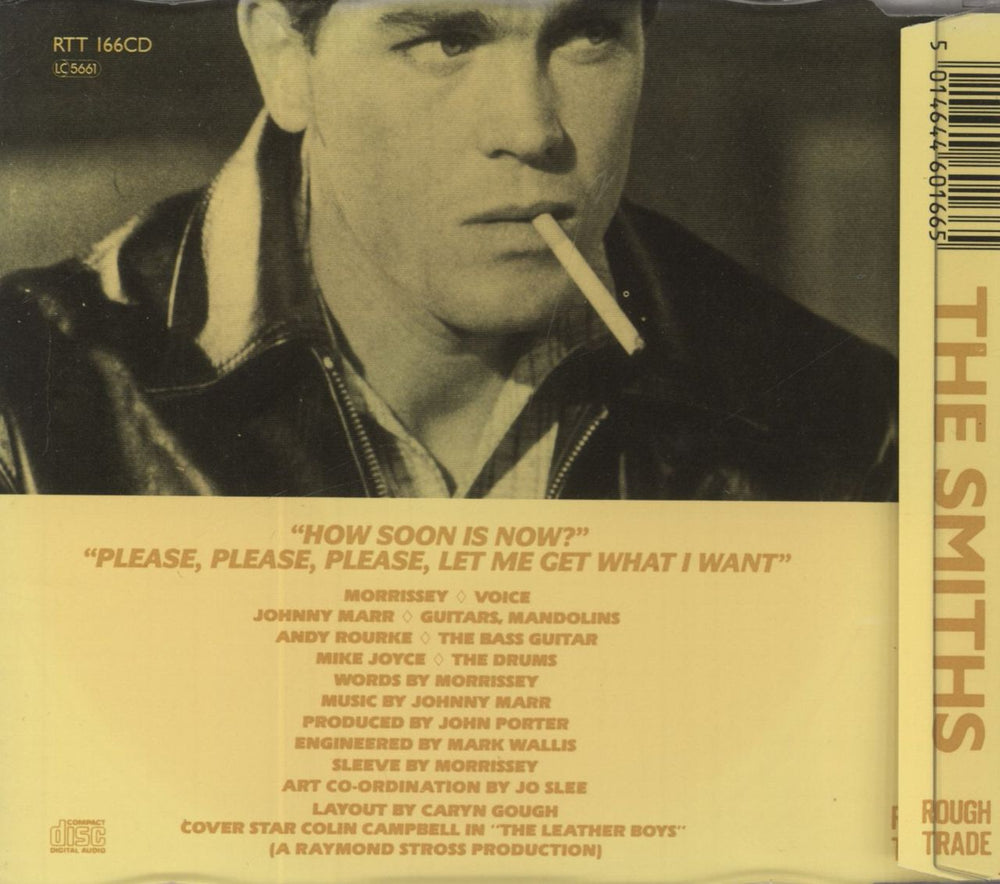 RTT 166CD
LC 5661
5 014644 601665
THE SMITHS
ROUGH
TRADE
“HOW SOON IS NOW?”
“PLEASE, PLEASE, PLEASE, LET ME GET WHAT I WANT”
MORRISSEY ◊ VOICE
JOHNNY MARR ◊ GUITARS, MANDOLINS
ANDY ROURKE ◊ THE BASS GUITAR
MIKE JOYCE ◊ THE DRUMS
WORDS BY MORRISSEY
MUSIC BY JOHNNY MARR
PRODUCED BY JOHN PORTER
ENGINEERED BY MARK WALLIS
SLEEVE BY MORRISSEY
ART CO-ORDINATION BY JO SLEE
LAYOUT BY CARYN GOUGH
COVER STAR COLIN CAMPBELL IN “THE LEATHER BOYS”
(A RAYMOND STROSS PRODUCTION)
COMPACT
disc
DIGITAL AUDIO